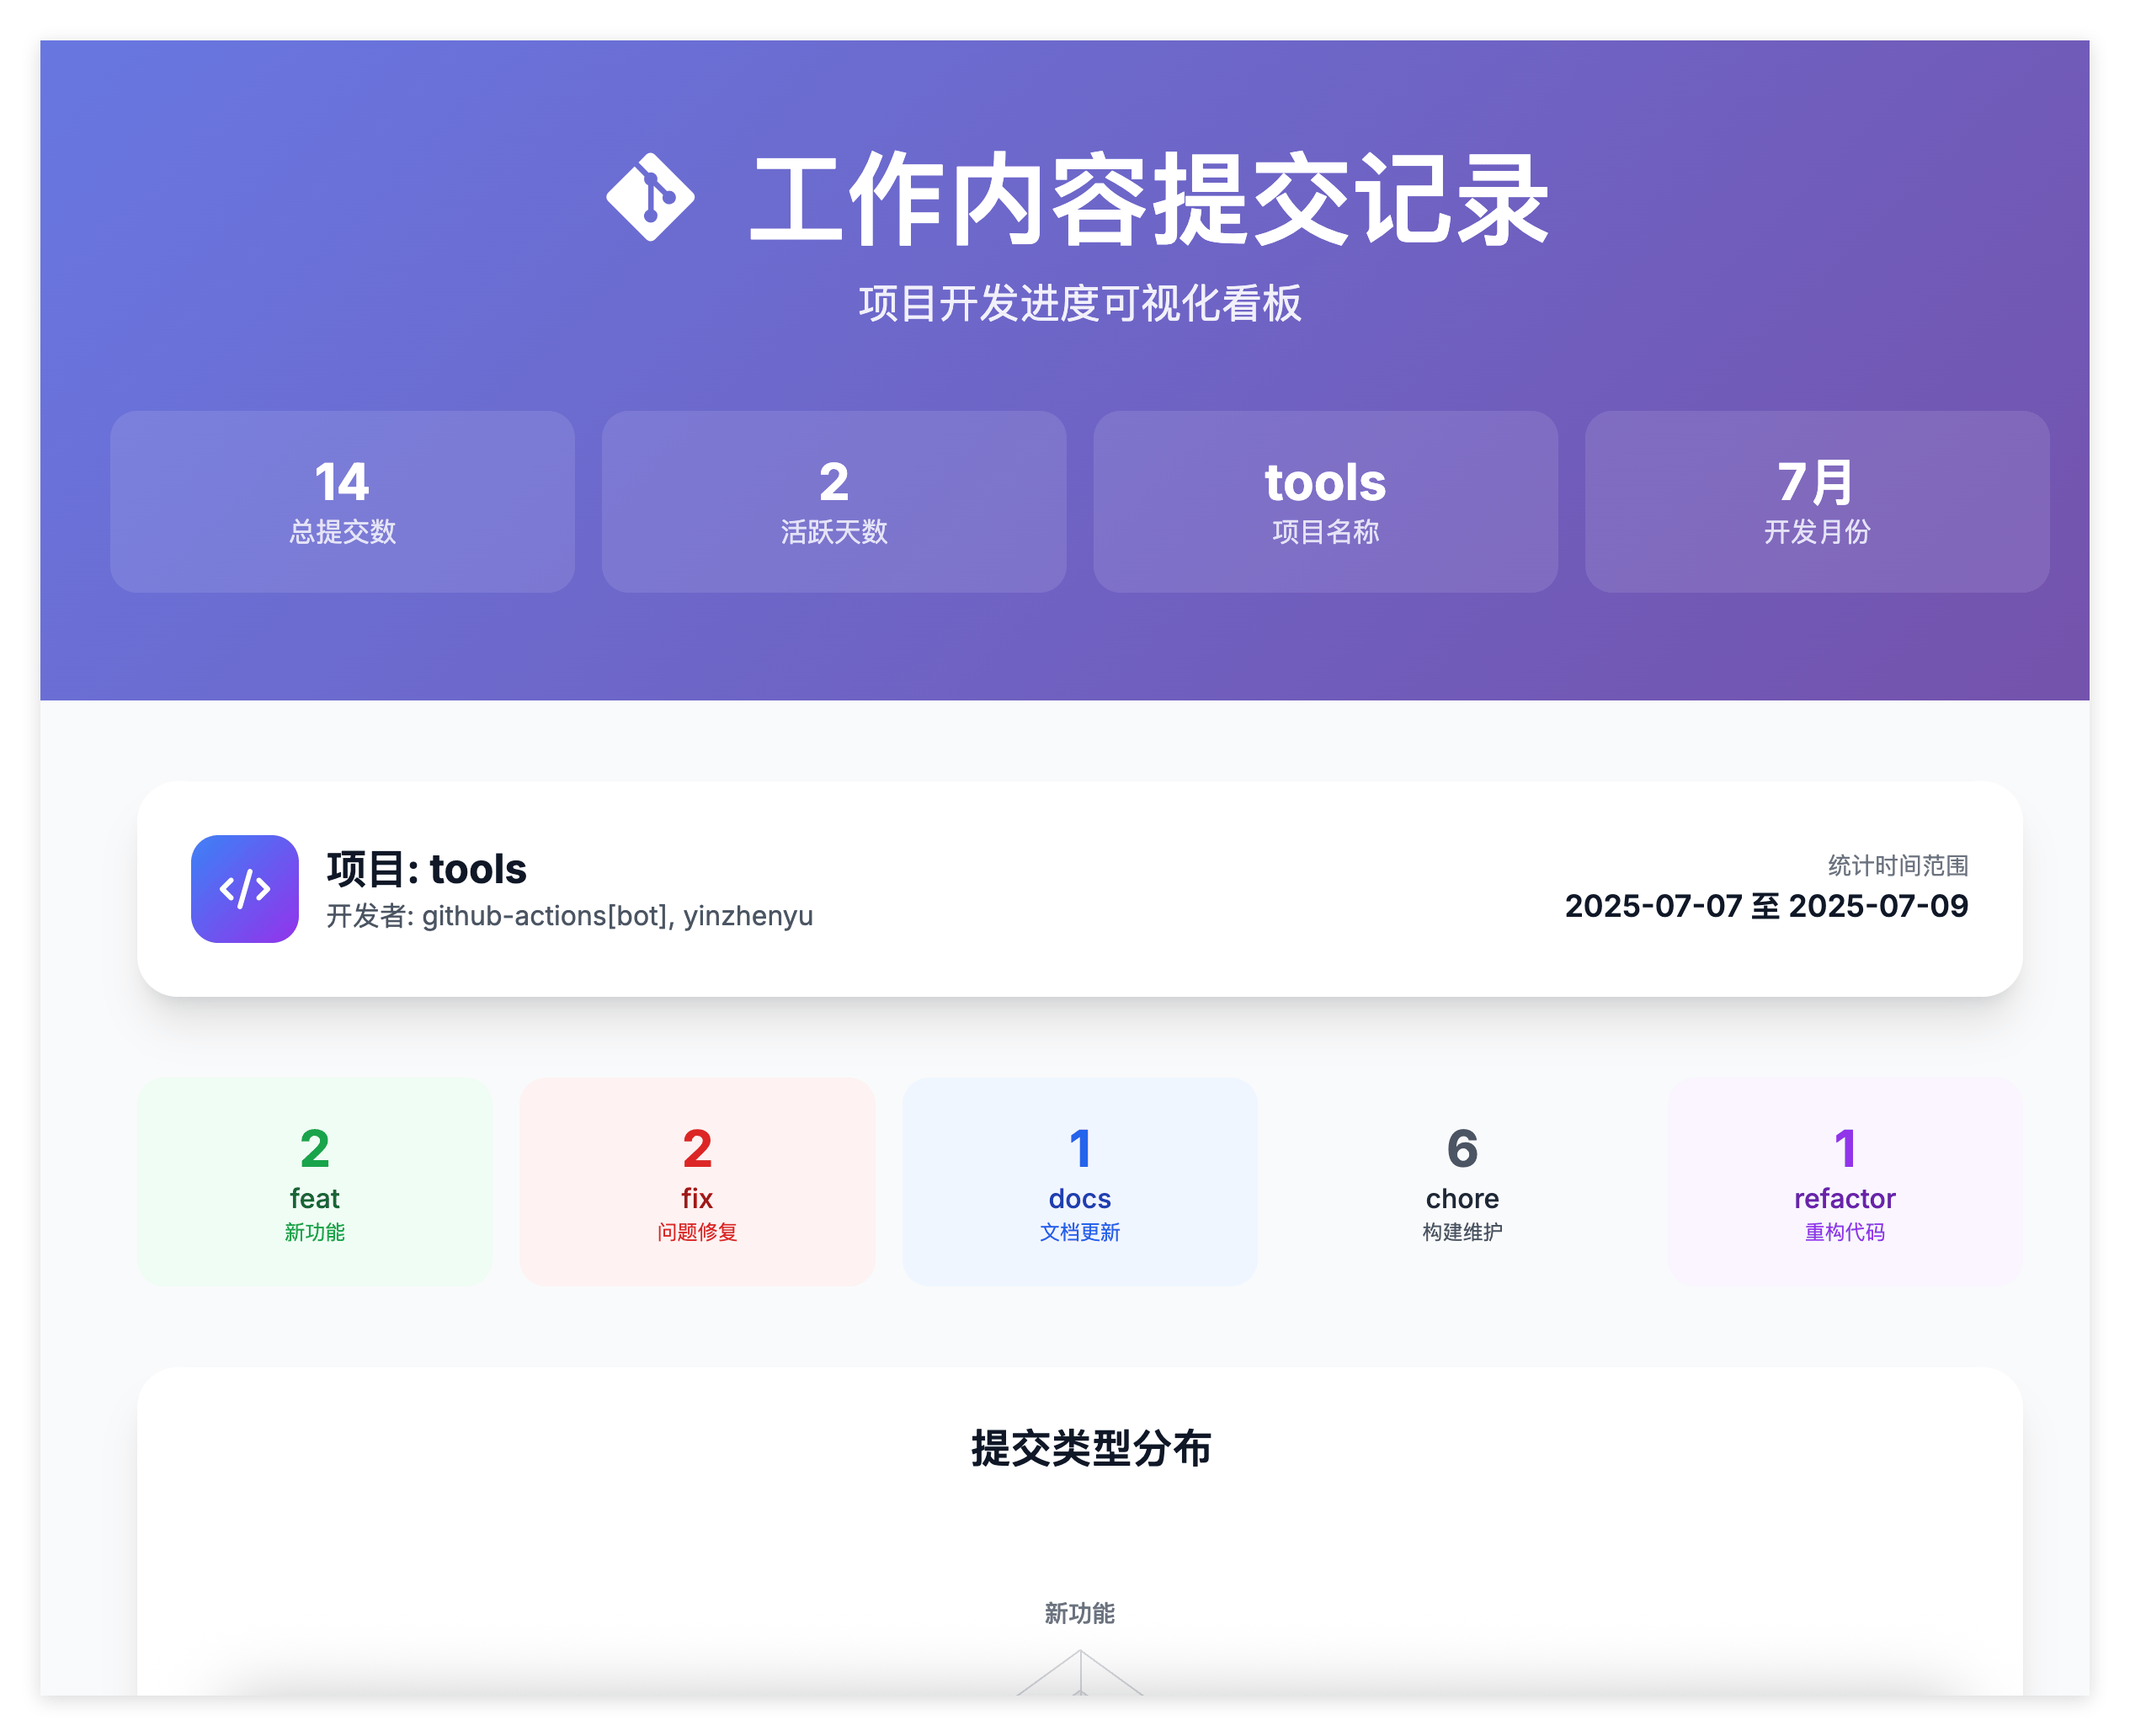 工作内容提交记录
项目开发进度可视化看板
14
总提交数
2
活跃天数
tools
项目名称
7月
开发月份
项目: tools
开发者: github-actions[bot], yinzhenyu
统计时间范围
2025-07-07 至 2025-07-09
2
feat
新功能
2
fix
问题修复
1
docs
文档更新
6
chore
构建维护
1
refactor
重构代码
提交类型分布
新功能